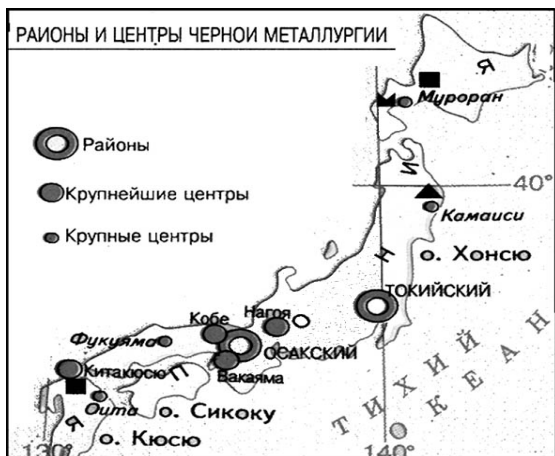 РАЙОНЫ И ЦЕНТРЫ ЧЕРНОЙ МЕТАЛЛУРГИИ
Районы
Крупнейшие центры
Крупные центры
Муроран
40°
Камаиси
о. Хонсю
ТОКИЙСКИЙ
Нагоя
Кобе
Фукуяма
ОСАКСКИЙ
Китакюсю
Вакаяма
Оита
о. Сикоку
о. Кюсю
ЯПОНИЯ
ТИХИЙ
ОКЕАН
130°
140°